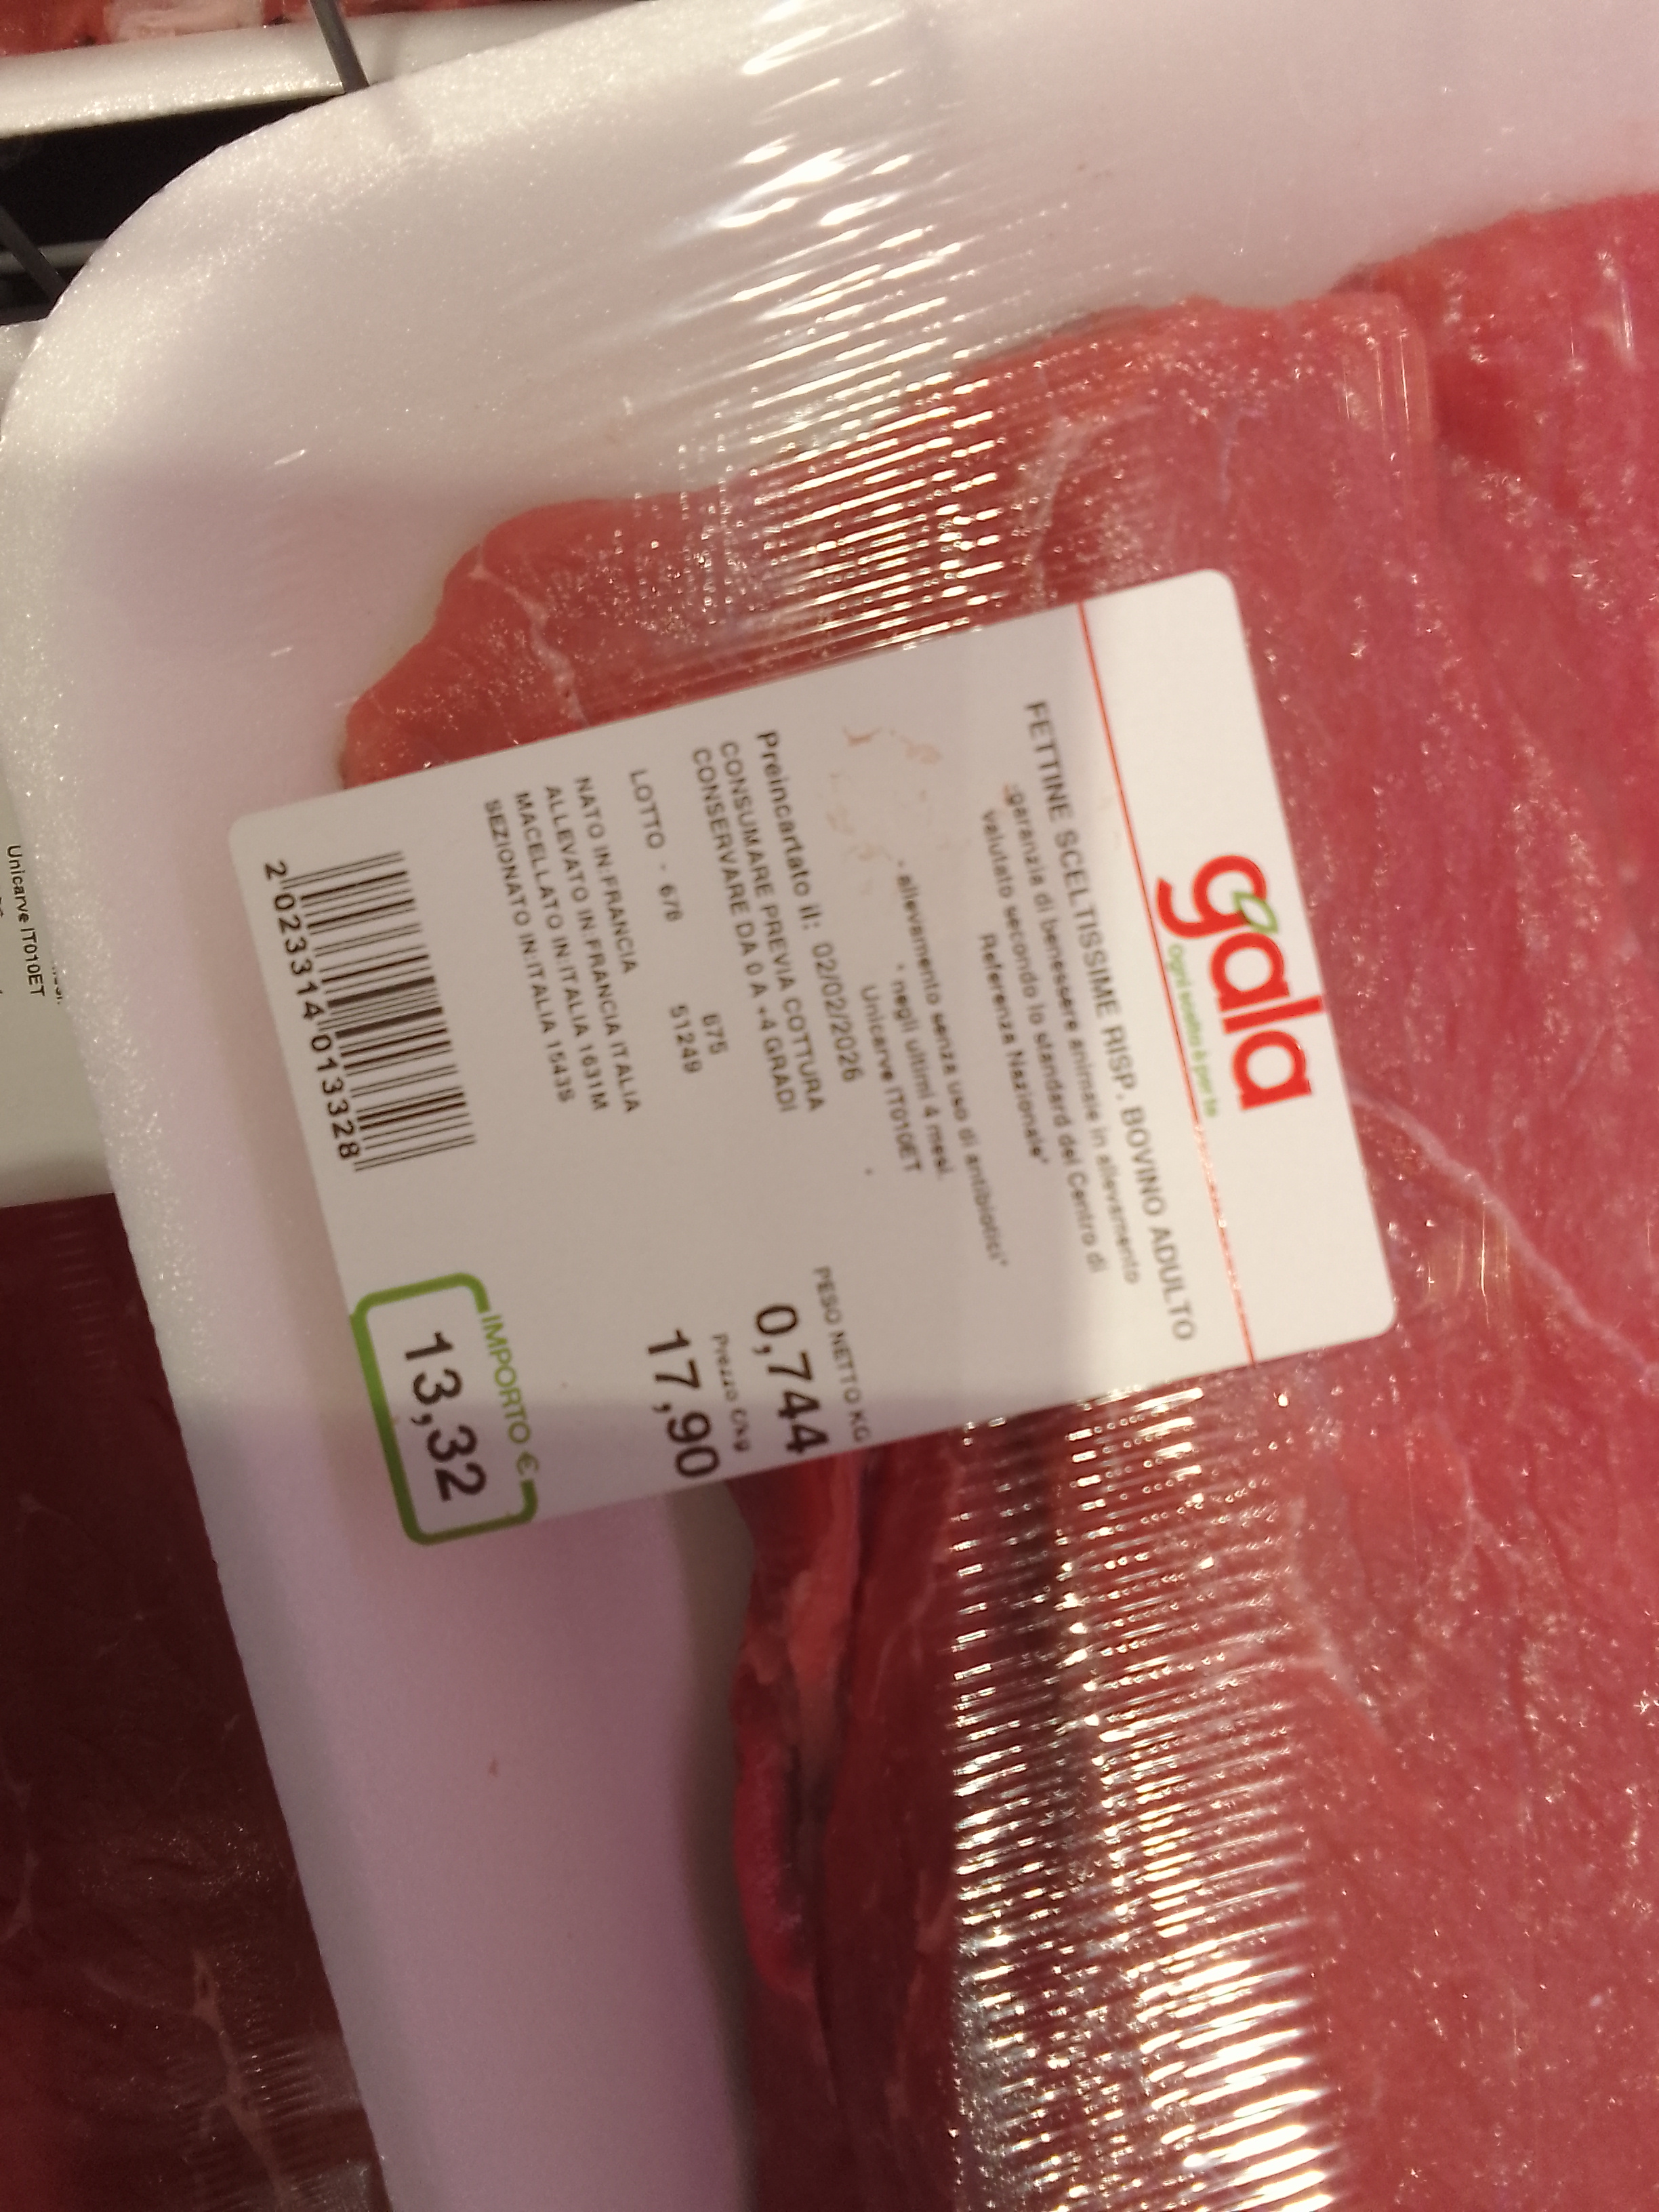 gala
ogni scelta è per te
FETTINE SCELTISSIME RISP. BOVINO ADULTO
"garanzia di benessere animale in allevamento
valutato secondo lo standard del Centro di
Referenza Nazionale"
"allevamento senza uso di antibiotici"
" negli ultimi 4 mesi.
Unicarve IT010ET
PESO NETTO KG
0,744
Preincartato il: 02/02/2026
CONSUMARE PREVIA COTTURA
CONSERVARE DA 0 A +4 GRADI
Prezzo €/kg
17,90
675
LOTTO - 676 51249
NATO IN:FRANCIA
ALLEVATO IN:FRANCIA ITALIA
MACELLATO IN:ITALIA 1631M
SEZIONATO IN:ITALIA 1543S
IMPORTO €
13,32
2 023314 013328
Unicarve IT010ET